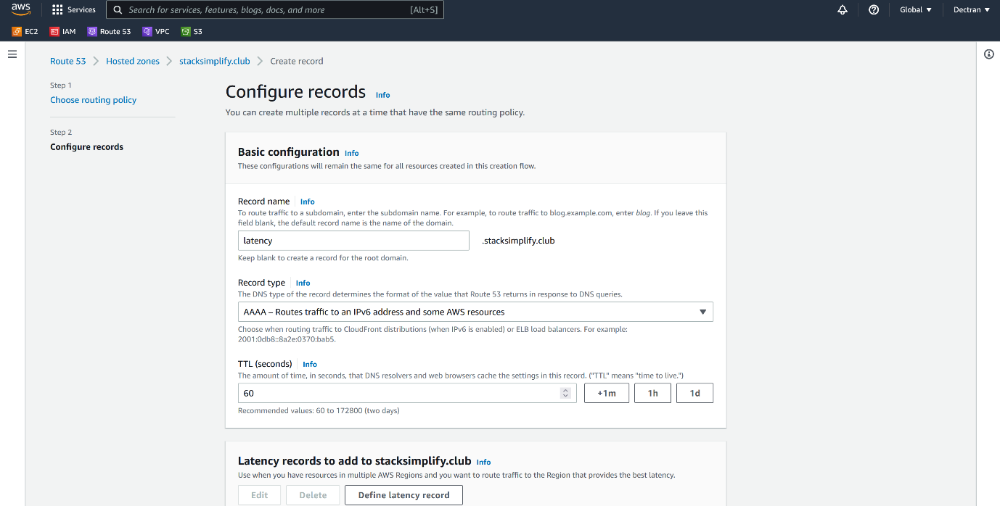 aws Services Search for services, features, blogs, docs, and more [Alt+S] Global ▼ Dectran ▼
EC2 IAM Route 53 VPC S3
Route 53 Hosted zones stacksimplify.club Create record
Step 1
Choose routing policy
Step 2
Configure records
Configure records Info
You can create multiple records at a time that have the same routing policy.
Basic configuration Info
These configurations will remain the same for all resources created in this creation flow.
Record name Info
To route traffic to a subdomain, enter the subdomain name. For example, to route traffic to blog.example.com, enter blog. If you leave this
field blank, the default record name is the name of the domain.
latency .stacksimplify.club
Keep blank to create a record for the root domain.
Record type Info
The DNS type of the record determines the format of the value that Route 53 returns in response to DNS queries.
AAAA – Routes traffic to an IPv6 address and some AWS resources
Choose when routing traffic to CloudFront distributions (when IPv6 is enabled) or ELB load balancers. For example:
2001:0db8::8a2e:0370:bab5.
TTL (seconds) Info
The amount of time, in seconds, that DNS resolvers and web browsers cache the settings in this record. ("TTL" means "time to live.")
60 +1m 1h 1d
Recommended values: 60 to 172800 (two days)
Latency records to add to stacksimplify.club Info
Use when you have resources in multiple AWS Regions and you want to route traffic to the Region that provides the best latency.
Edit Delete Define latency record